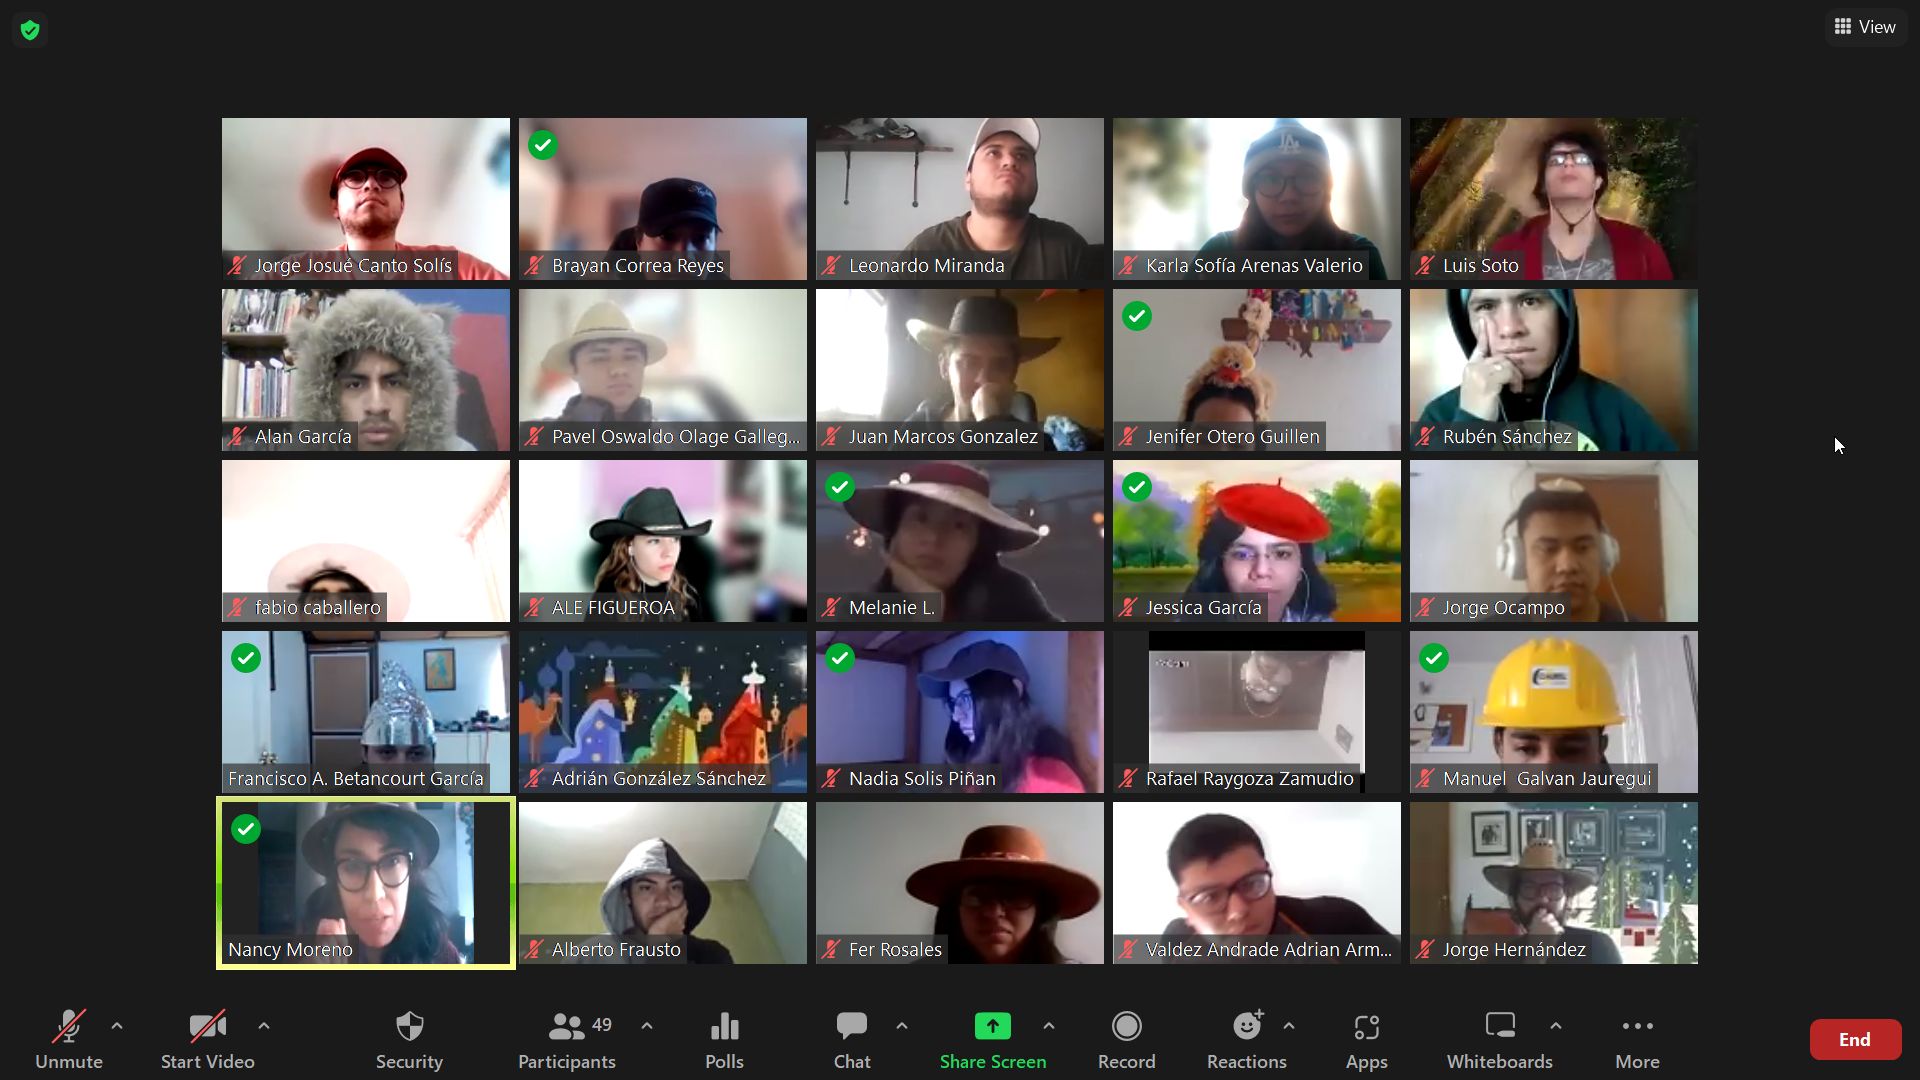 View
Jorge Josué Canto Solís
Brayan Correa Reyes
Leonardo Miranda
LA
Karla Sofía Arenas Valerio
Luis Soto
Alan García
Pavel Oswaldo Olage Galleg...
Juan Marcos Gonzalez
Jenifer Otero Guillen
Rubén Sánchez
fabio caballero
ALE FIGUEROA
Melanie L.
Jessica García
Jorge Ocampo
Francisco A. Betancourt García
Adrián González Sánchez
Nadia Solis Piñan
Rafael Raygoza Zamudio
Manuel  Galvan Jauregui
Nancy Moreno
Alberto Frausto
Fer Rosales
Valdez Andrade Adrian Arm...
Jorge Hernández
49
Unmute
Start Video
Security
Participants
Polls
Chat
Share Screen
Record
Reactions
Apps
Whiteboards
More
End